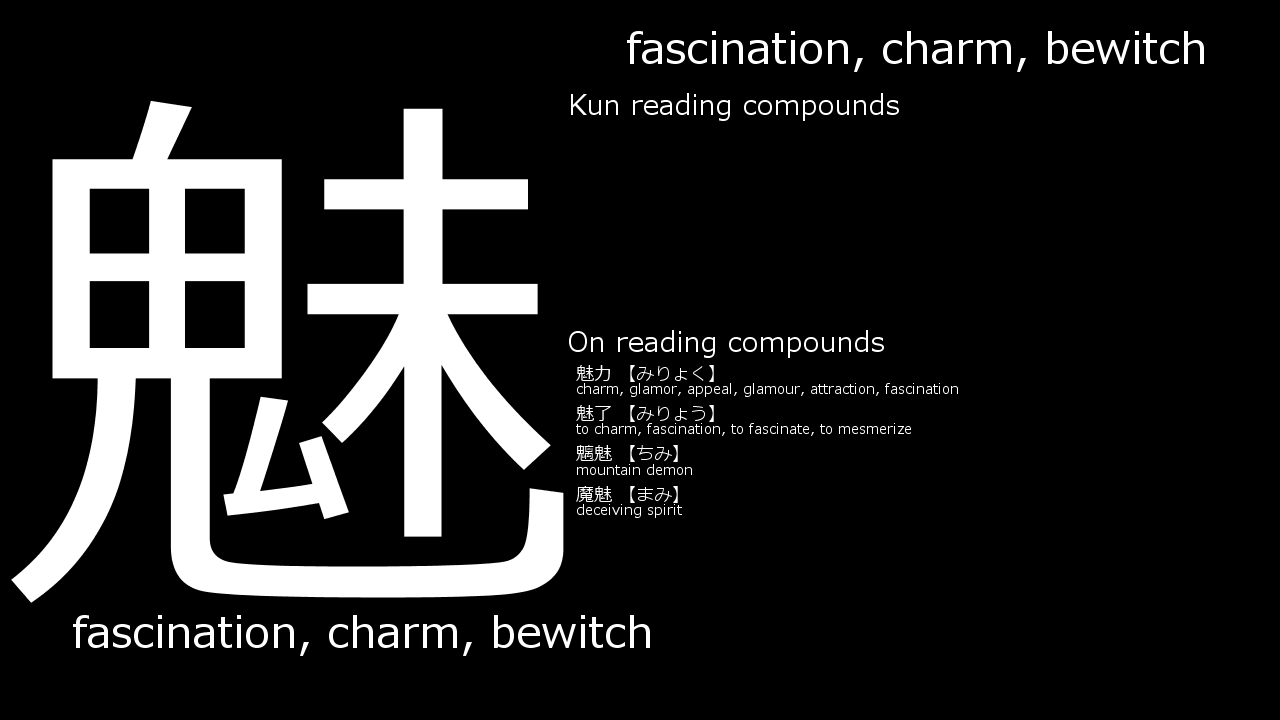 fascination, charm, bewitch
Kun reading compounds
魅
On reading compounds
魅力 【みりょく】
charm, glamor, appeal, glamour, attraction, fascination
魅了 【みりょう】
to charm, fascination, to fascinate, to mesmerize
魑魅 【ちみ】
mountain demon
魔魅 【まみ】
deceiving spirit
fascination, charm, bewitch